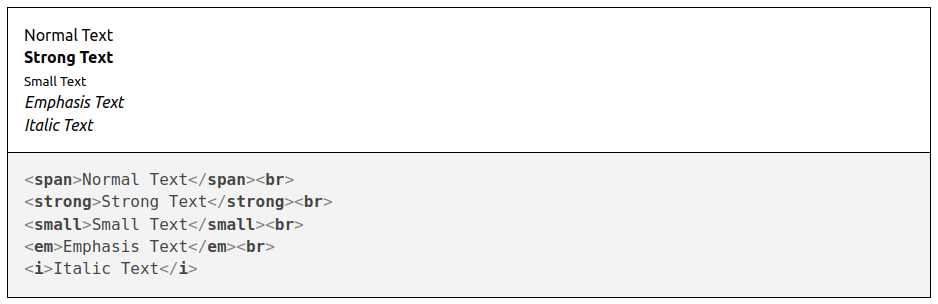 Normal Text
Strong Text
Small Text
Emphasis Text
Italic Text
<span>Normal Text</span><br>
<strong>Strong Text</strong><br>
<small>Small Text</small><br>
<em>Emphasis Text</em><br>
<i>Italic Text</i>